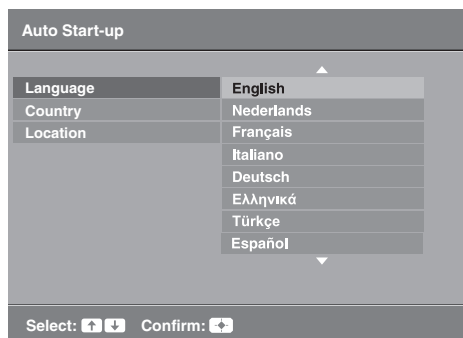 Auto Start-up
Language
Country
Location
English
Nederlands
Français
Italiano
Deutsch
Ελληνικά
Türkçe
Español
Select: Confirm: